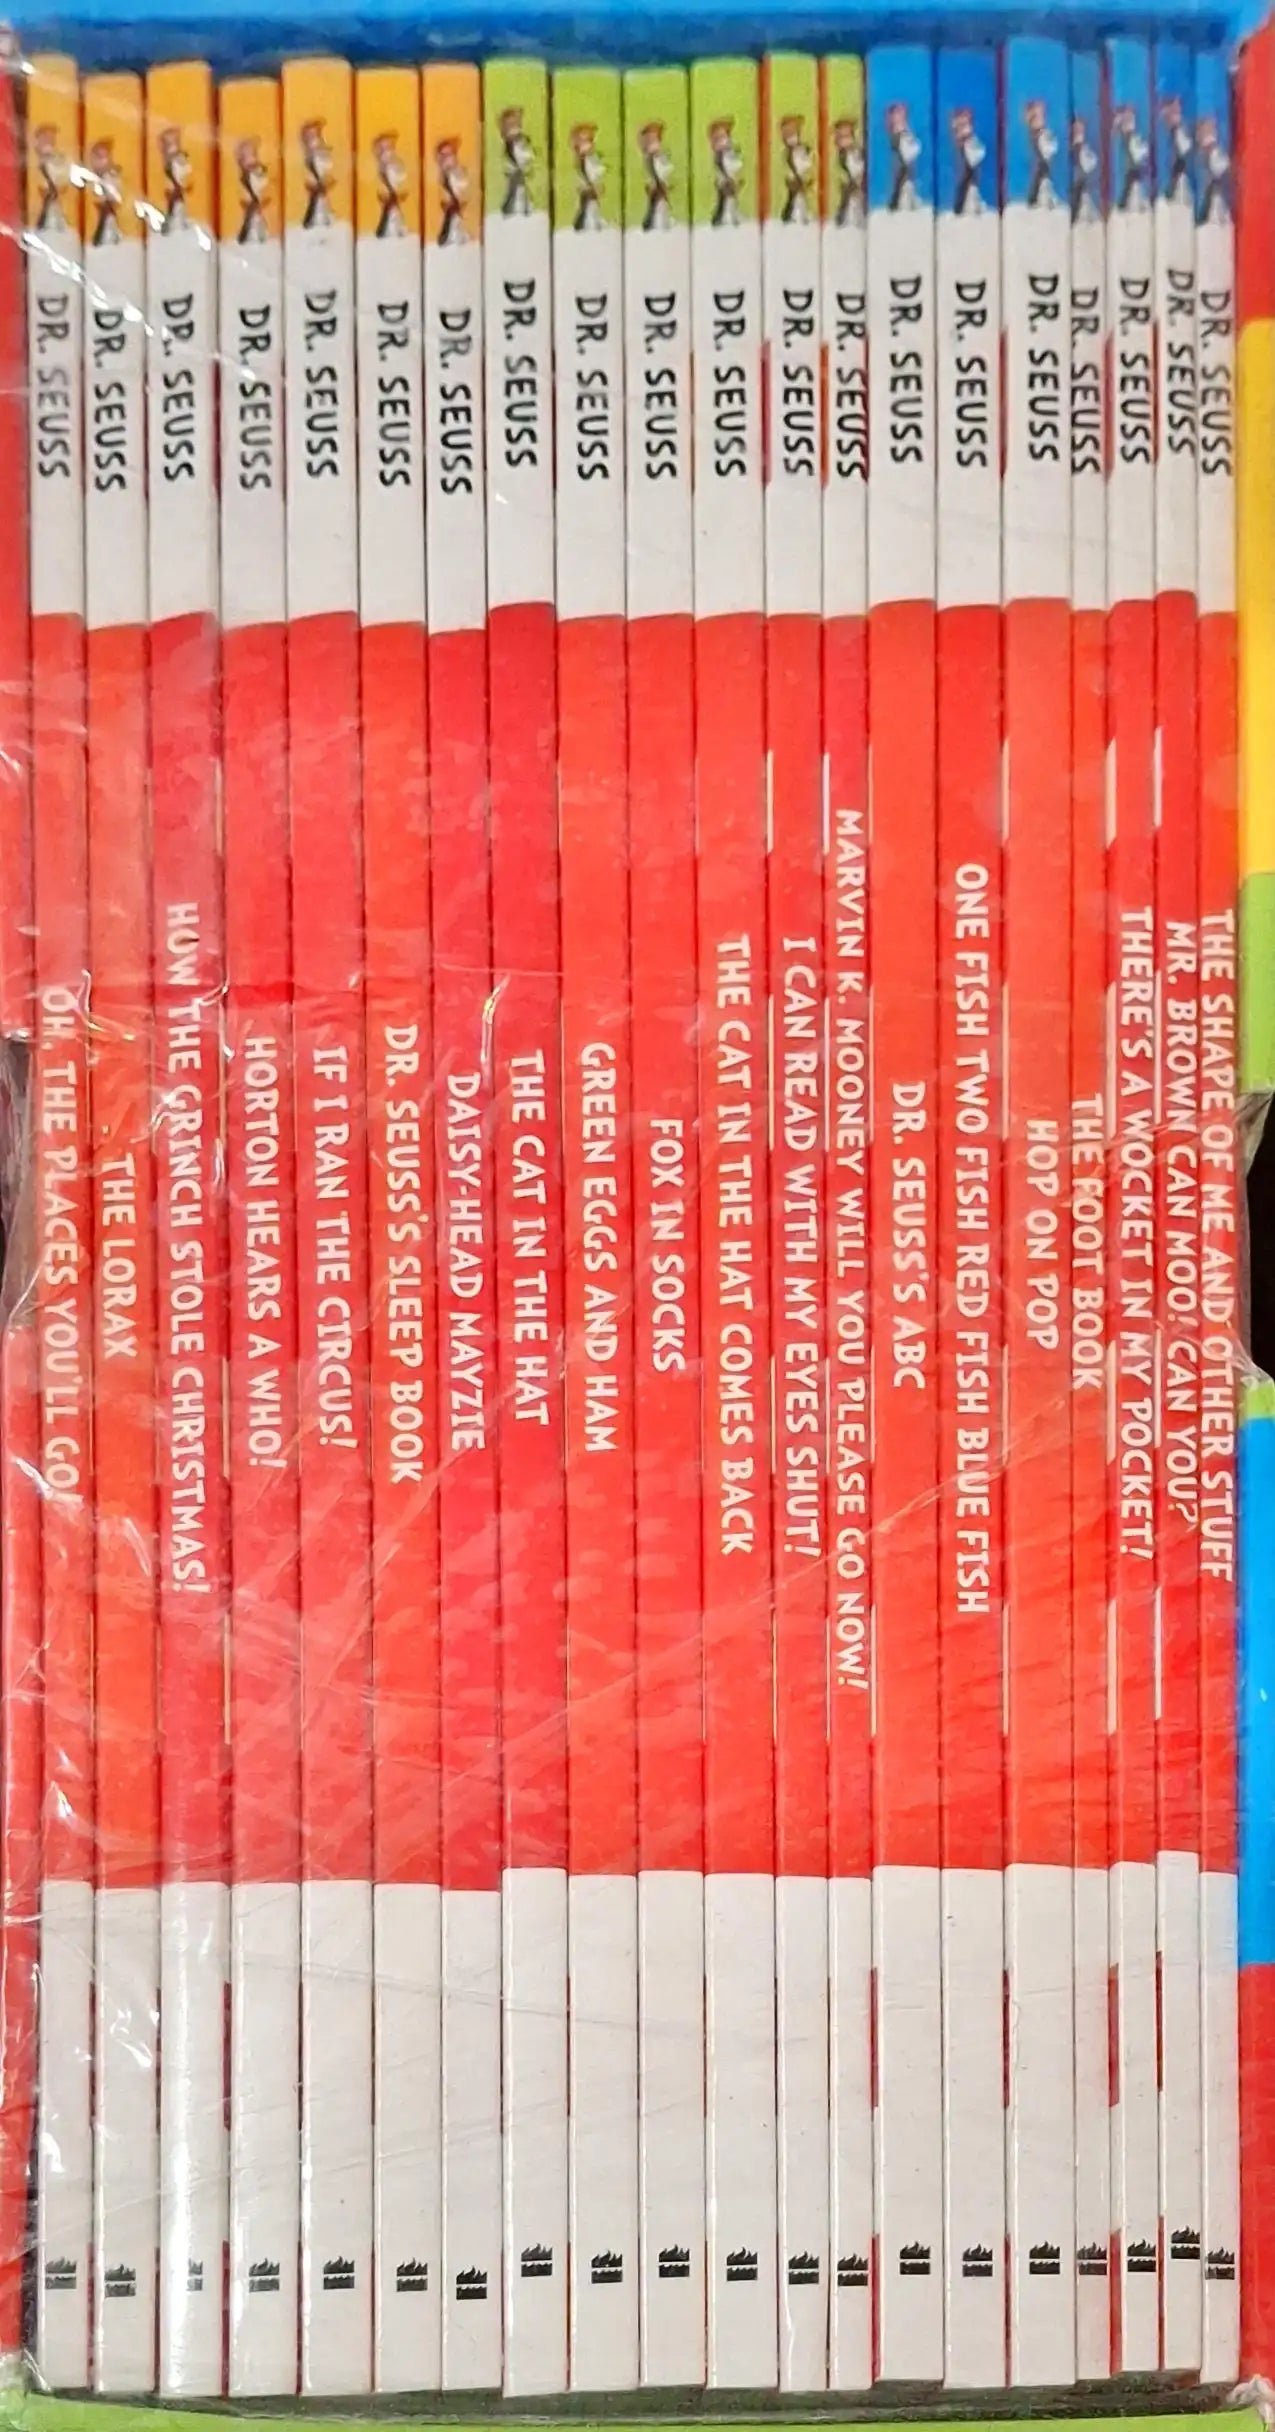 DR. SEUSS OH, THE PLACES YOU'LL GO!
DR. SEUSS THE LORAX
DR. SEUSS HOW THE GRINCH STOLE CHRISTMAS!
DR. SEUSS HORTON HEARS A WHO!
DR. SEUSS IF I RAN THE CIRCUS!
DR. SEUSS DR. SEUSS'S SLEEP BOOK
DR. SEUSS DAISY-HEAD MAYZIE
DR. SEUSS THE CAT IN THE HAT
DR. SEUSS GREEN EGGS AND HAM
DR. SEUSS FOX IN SOCKS
DR. SEUSS THE CAT IN THE HAT COMES BACK
DR. SEUSS I CAN READ WITH MY EYES SHUT!
DR. SEUSS MARVIN K. MOONEY WILL YOU PLEASE GO NOW!
DR. SEUSS DR. SEUSS'S ABC
DR. SEUSS ONE FISH TWO FISH RED FISH BLUE FISH
DR. SEUSS HOP ON POP
DR. SEUSS THE FOOT BOOK
DR. SEUSS THERE'S A WOCKET IN MY POCKET!
DR. SEUSS MR. BROWN CAN MOO! CAN YOU?
DR. SEUSS THE SHAPE OF ME AND OTHER STUFF